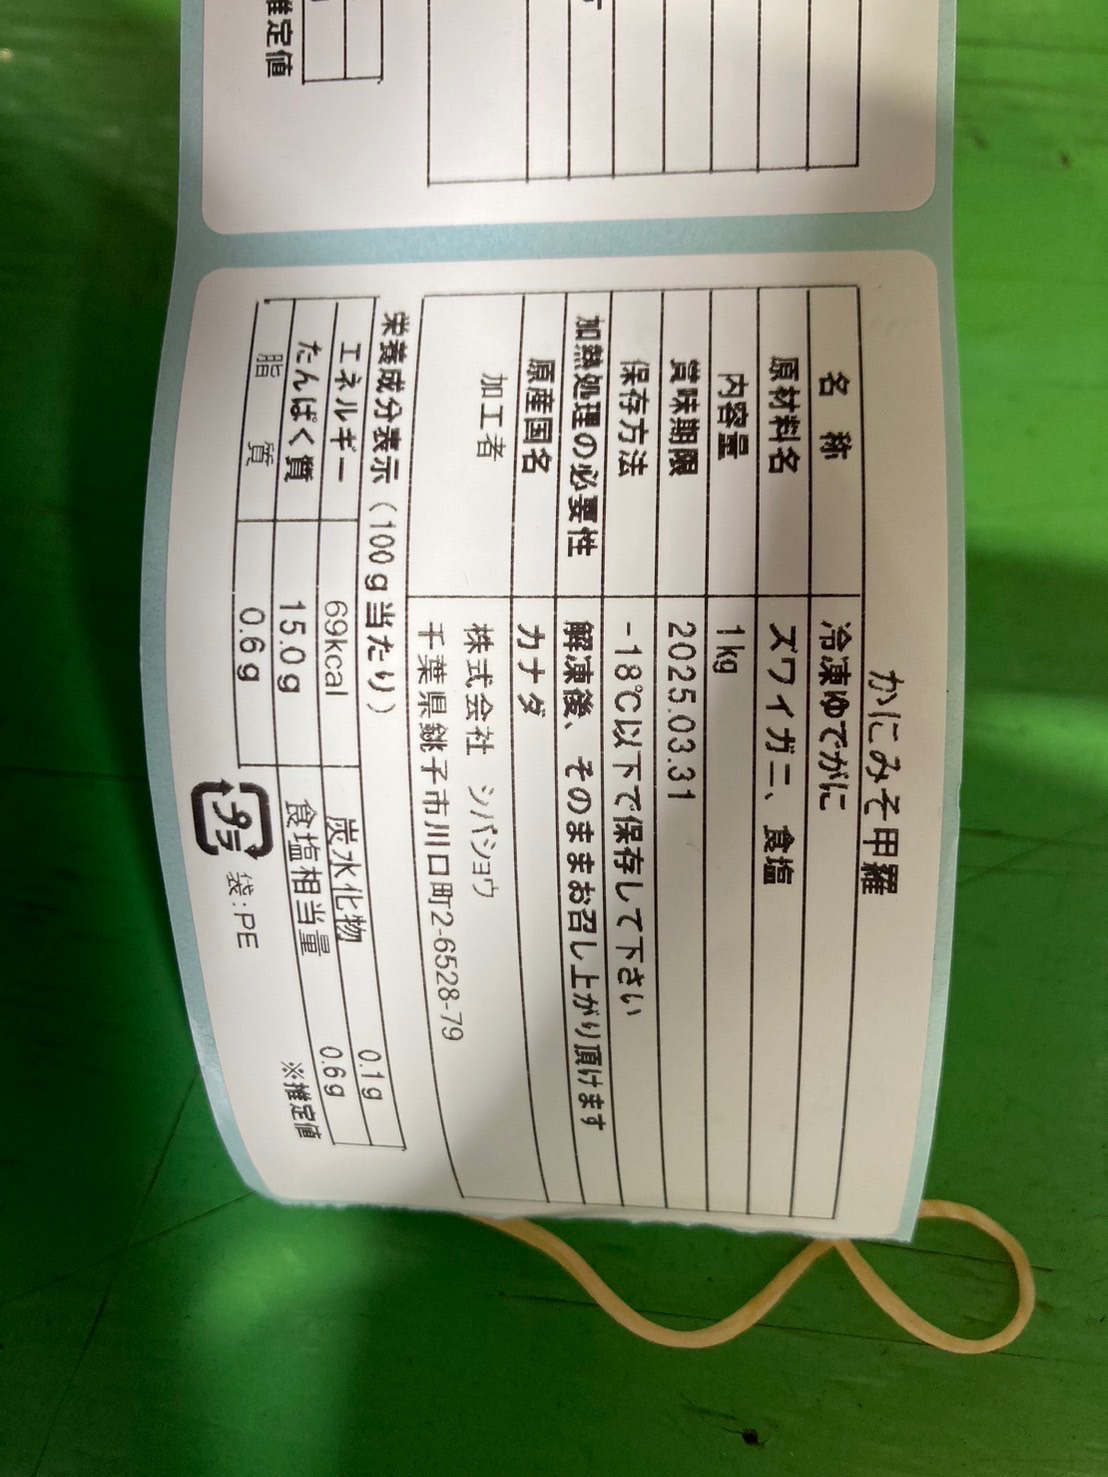 推定値
かにみそ甲羅
名 称 冷凍ゆでがに
原材料名 ズワイガニ、食塩
内容量 1kg
賞味期限 2025.03.31
保存方法 -18℃以下で保存して下さい
加熱処理の必要性 解凍後、そのままお召し上がり頂けます
原産国名 カナダ
加工者 株式会社 シバショウ
千葉県銚子市川口町2-6528-79
栄養成分表示(100g当たり)
エネルギー 69kcal 炭水化物 0.1g
たんぱく質 15.0g 食塩相当量 0.6g
脂 質 0.6g
※推定値
プラ 袋:PE